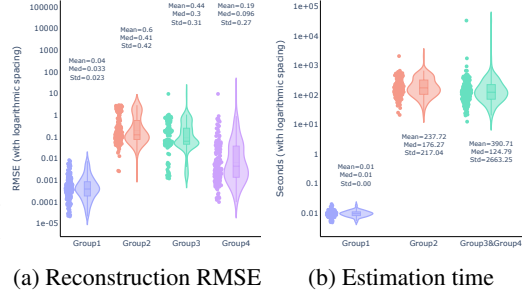 RMSE (with logarithmic spacing)
100000
10000
1000
100
10
1
0.1
0.01
0.001
0.0001
1e-05
Mean=0.04
Med=0.033
Std=0.023
Mean=0.6
Med=0.41
Std=0.42
Mean=0.44
Med=0.3
Std=0.31
Mean=0.19
Med=0.096
Std=0.27
Group1
Group2
Group3
Group4
(a) Reconstruction RMSE
Seconds (with logarithmic spacing)
1e+05
1e+04
1e+03
1e+02
1e+01
1
0.1
0.01
Mean=0.01
Med=0.01
Std=0.00
Mean=237.72
Med=176.27
Std=217.04
Mean=390.71
Med=124.79
Std=2663.25
Group1
Group2
Group3&Group4
(b) Estimation time